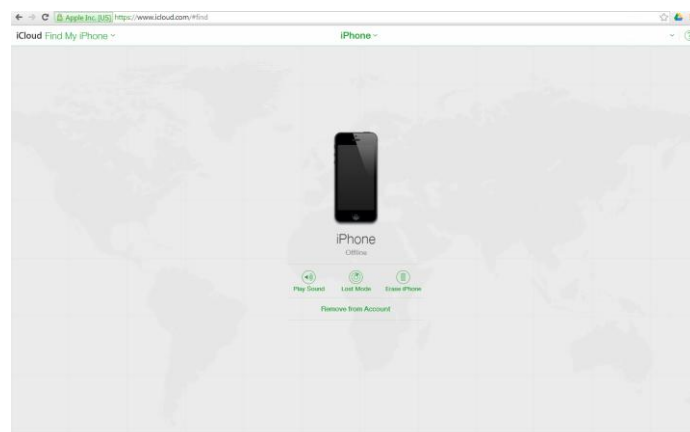 Apple Inc. [US] https://www.icloud.com/#find
iCloud Find My iPhone
iPhone
iPhone
Offline
Play Sound Lost Mode Erase iPhone
Remove from Account